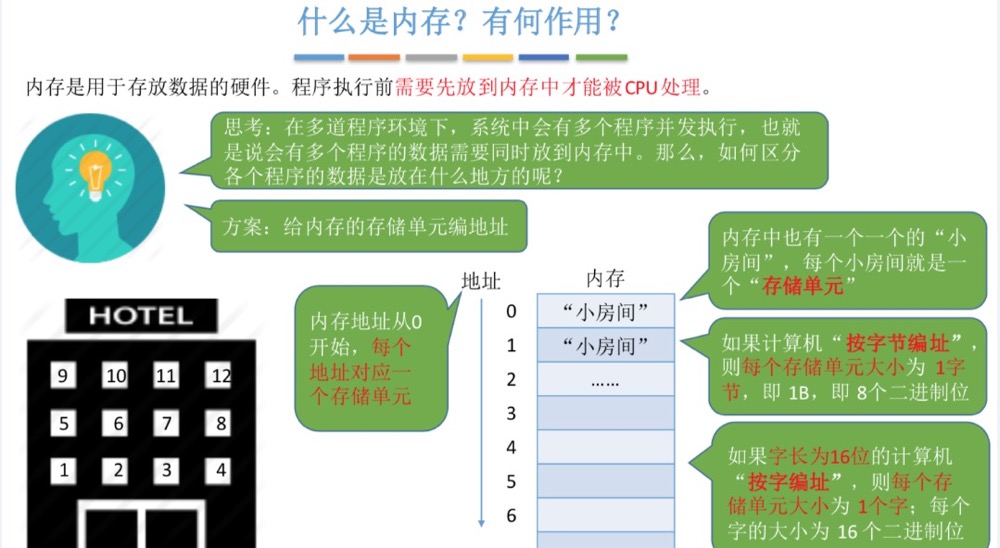 什么是内存？有何作用？
内存是用于存放数据的硬件。程序执行前需要先放到内存中才能被CPU处理。
思考：在多道程序环境下，系统中会有多个程序并发执行，也就
是说会有多个程序的数据需要同时放到内存中。那么，如何区分
各个程序的数据是放在什么地方的呢？
方案：给内存的存储单元编地址
内存中也有一个一个的“小
房间”，每个小房间就是一
个“存储单元”
地址
内存
0
“小房间”
1
“小房间”
2
……
3
4
5
6
内存地址从0
开始，每个
地址对应一
个存储单元
如果计算机“按字节编址”，
则每个存储单元大小为 1字
节，即 1B，即 8个二进制位
如果字长为16位的计算机
“按字编址”，则每个存
储单元大小为 1个字；每个
字的大小为 16 个二进制位
HOTEL
9 10 11 12
5 6 7 8
1 2 3 4